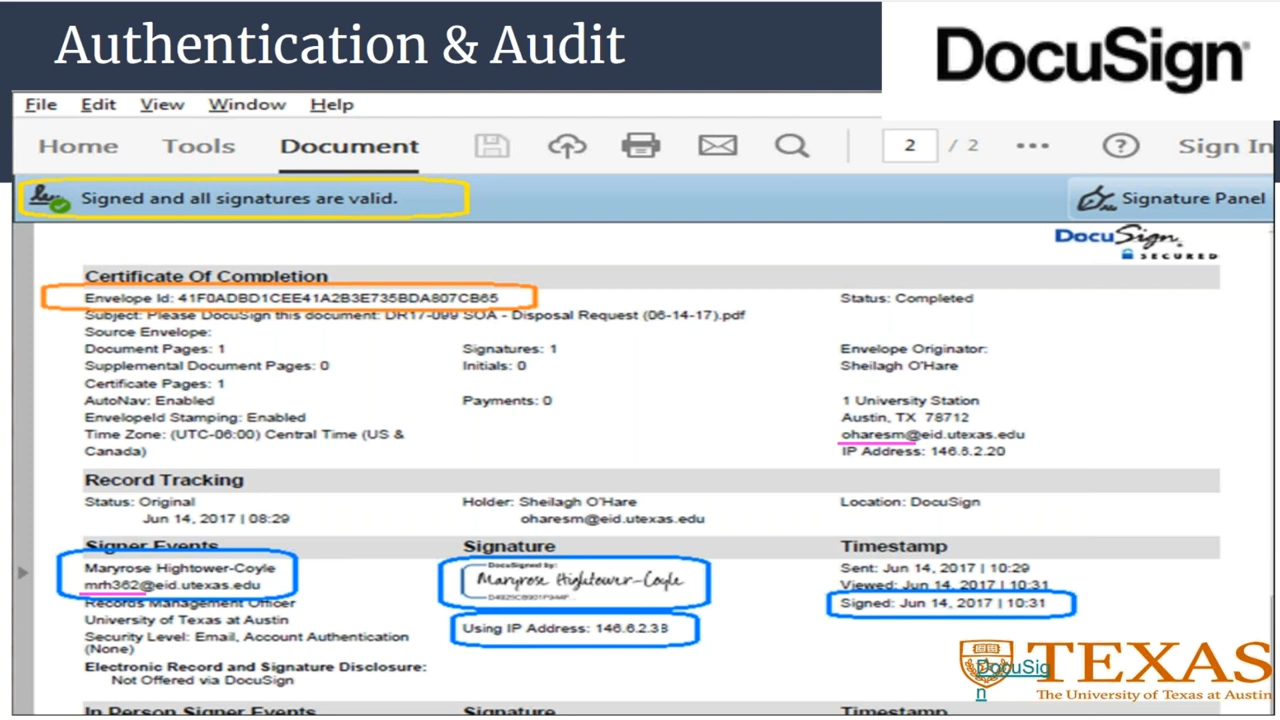 Authentication & Audit
DocuSign
File Edit View Window Help
Home Tools Document 2 / 2 Sign In
Signed and all signatures are valid.
Signature Panel
DocuSign
SECURED
Certificate Of Completion
Envelope Id: 41F0ADBD1CEE41A2B3E735BDA807CB65 Status: Completed
Subject: Please DocuSign this document: DR17-099 SOA - Disposal Request (06-14-17).pdf
Source Envelope:
Document Pages: 1 Signatures: 1 Envelope Originator:
Supplemental Document Pages: 0 Initials: 0 Sheilagh O'Hare
Certificate Pages: 1
AutoNav: Enabled Payments: 0 1 University Station
EnvelopeId Stamping: Enabled Austin, TX 78712
Time Zone: (UTC-06:00) Central Time (US & oharesm@eid.utexas.edu
Canada) IP Address: 146.6.2.20
Record Tracking
Status: Original Holder: Sheilagh O'Hare Location: DocuSign
Jun 14, 2017 | 08:29 oharesm@eid.utexas.edu
Signer Events Signature Timestamp
Maryrose Hightower-Coyle DocuSigned by: Sent: Jun 14, 2017 | 10:29
mrh362@eid.utexas.edu Maryrose Hightower-Coyle Viewed: Jun 14, 2017 | 10:31
Records Management Officer Signed: Jun 14, 2017 | 10:31
University of Texas at Austin Using IP Address: 146.6.2.38
Security Level: Email, Account Authentication
(None)
Electronic Record and Signature Disclosure:
Not Offered via DocuSign
In Person Signer Events Signature Timestamp
DocuSig
n
TEXAS
The University of Texas at Austin